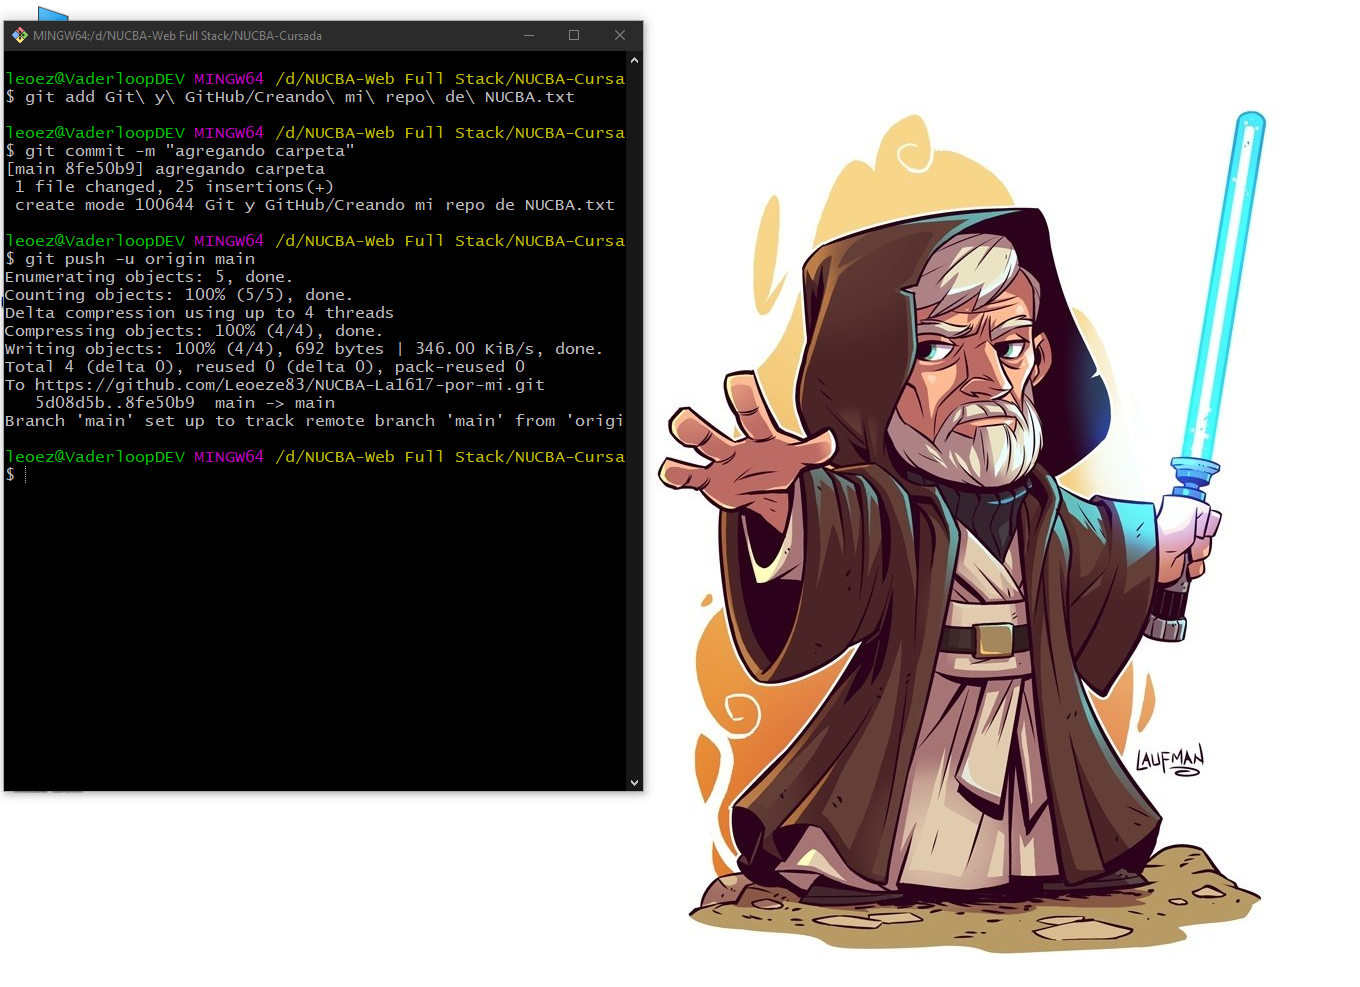 MINGW64:/d/NUCBA-Web Full Stack/NUCBA-Cursada
leoez@VaderloopDEV MINGW64 /d/NUCBA-Web Full Stack/NUCBA-Cursa
$ git add Git\ y\ GitHub/Creando\ mi\ repo\ de\ NUCBA.txt
leoez@VaderloopDEV MINGW64 /d/NUCBA-Web Full Stack/NUCBA-Cursa
$ git commit -m "agregando carpeta"
[main 8fe50b9] agregando carpeta
1 file changed, 25 insertions(+)
create mode 100644 Git y GitHub/Creando mi repo de NUCBA.txt
leoez@VaderloopDEV MINGW64 /d/NUCBA-Web Full Stack/NUCBA-Cursa
$ git push -u origin main
Enumerating objects: 5, done.
Counting objects: 100% (5/5), done.
Delta compression using up to 4 threads
Compressing objects: 100% (4/4), done.
Writing objects: 100% (4/4), 692 bytes | 346.00 KiB/s, done.
Total 4 (delta 0), reused 0 (delta 0), pack-reused 0
To https://github.com/Leoeze83/NUCBA-La1617-por-mi.git
5d08d5b..8fe50b9  main -> main
Branch 'main' set up to track remote branch 'main' from 'origi
leoez@VaderloopDEV MINGW64 /d/NUCBA-Web Full Stack/NUCBA-Cursa
$
LAUFMAN